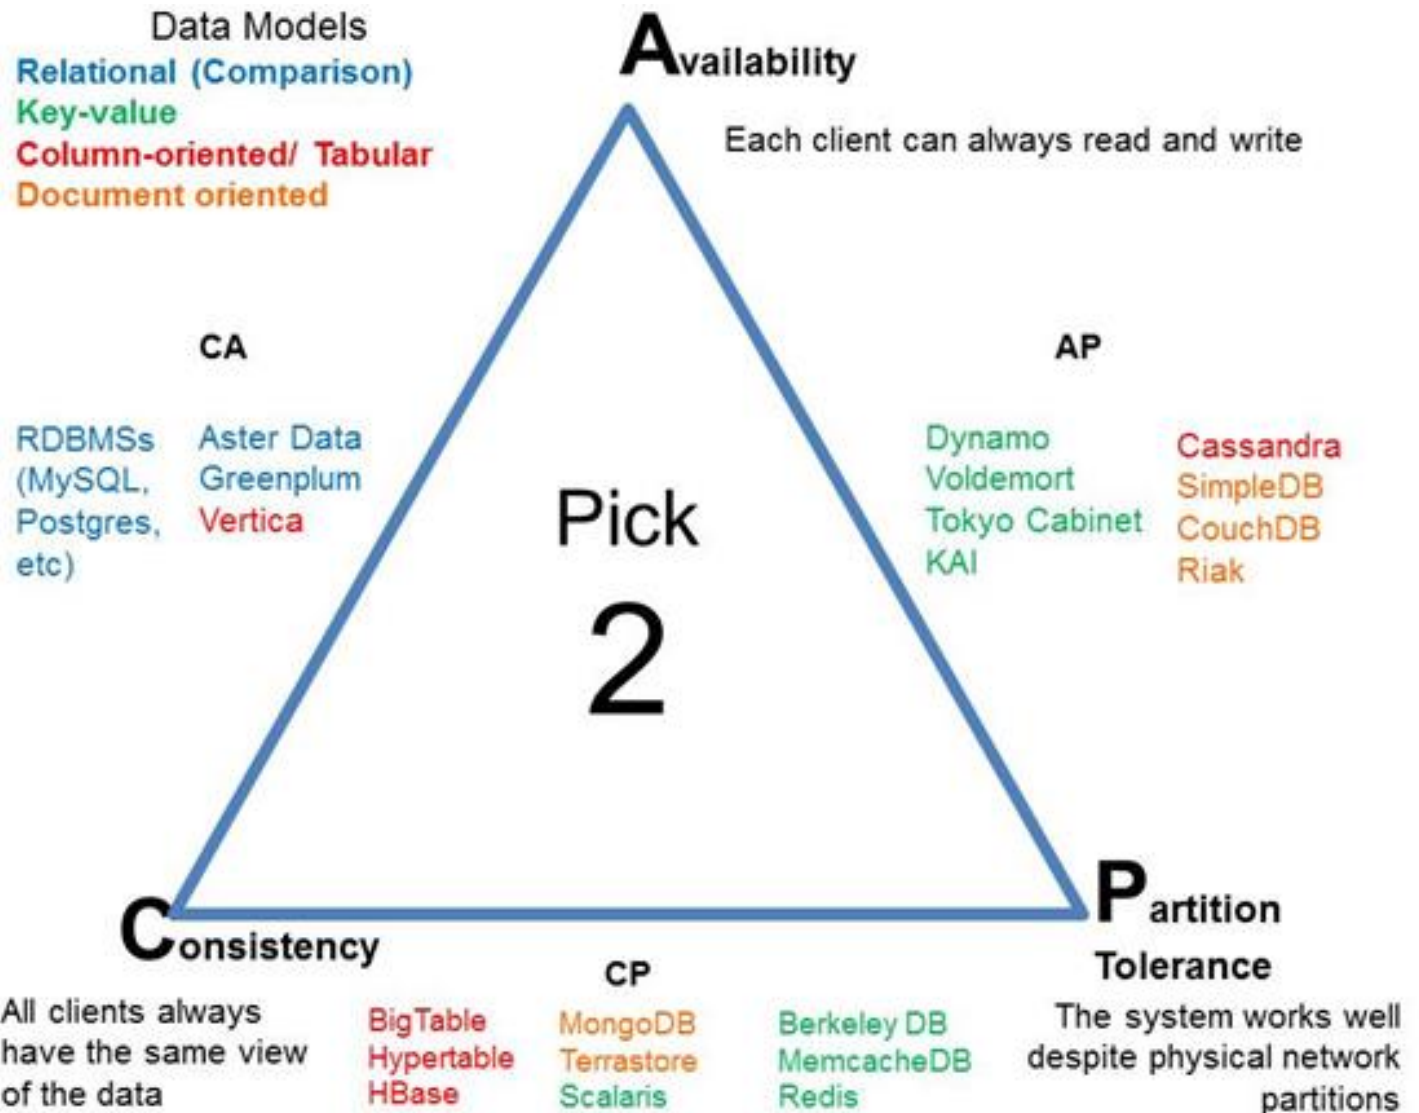 Data Models
Relational (Comparison)
Key-value
Column-oriented/ Tabular
Document oriented
Availability
Each client can always read and write
CA
RDBMSs
(MySQL,
Postgres,
etc)
Aster Data
Greenplum
Vertica
Pick
2
AP
Dynamo
Voldemort
Tokyo Cabinet
KAI
Cassandra
SimpleDB
CouchDB
Riak
Consistency
All clients always
have the same view
of the data
CP
BigTable
Hypertable
HBase
MongoDB
Terrastore
Scalaris
Berkeley DB
MemcacheDB
Redis
Partition
Tolerance
The system works well
despite physical network
partitions